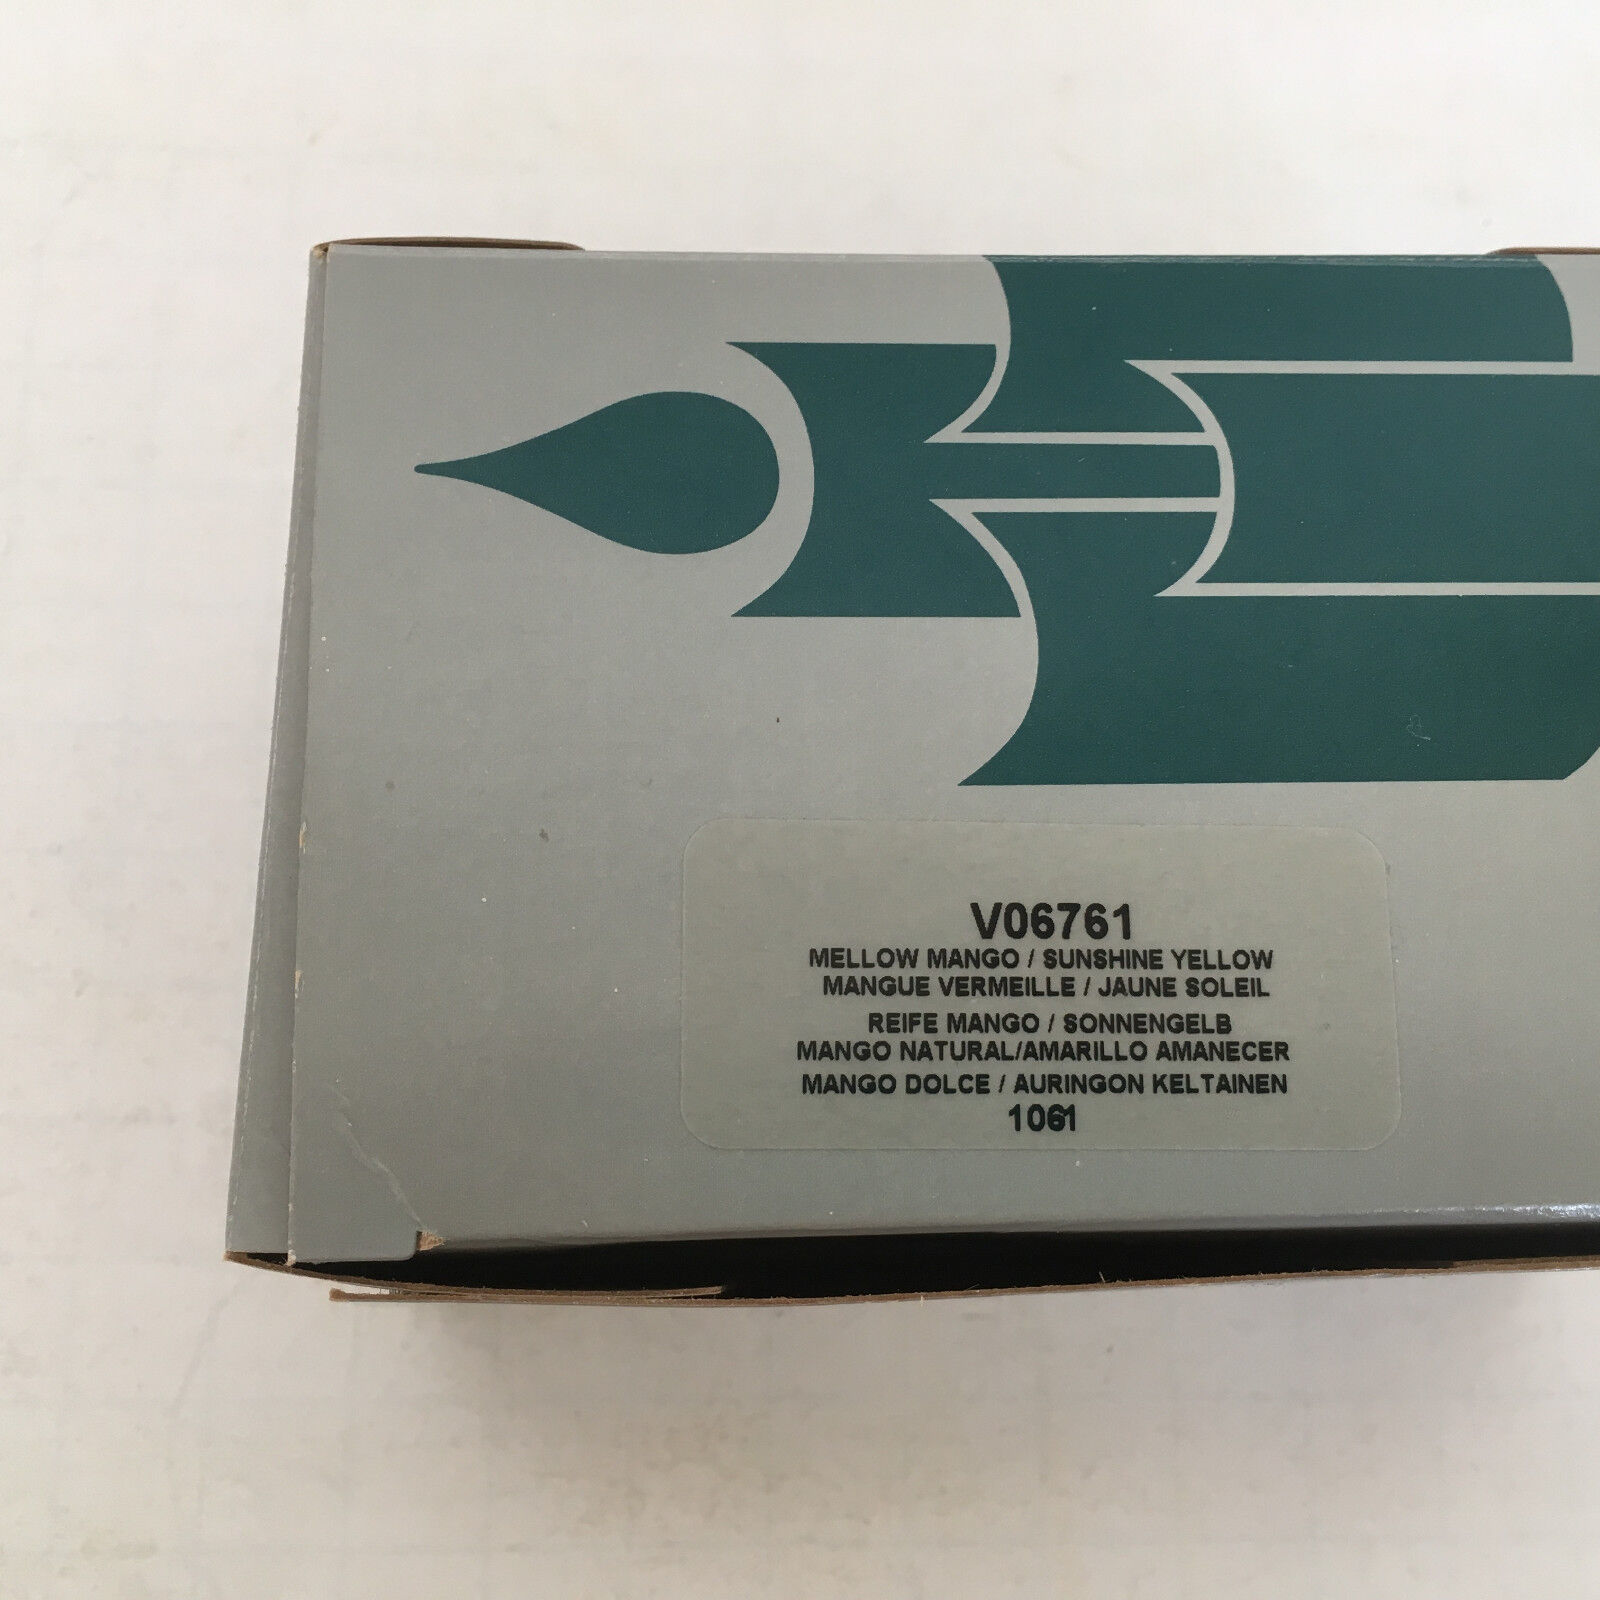 V06761
MELLOW MANGO / SUNSHINE YELLOW
MANGUE VERMEILLE / JAUNE SOLEIL
REIFE MANGO / SONNENGELB
MANGO NATURAL/AMARILLO AMANECER
MANGO DOLCE / AURINGON KELTAINEN
1061